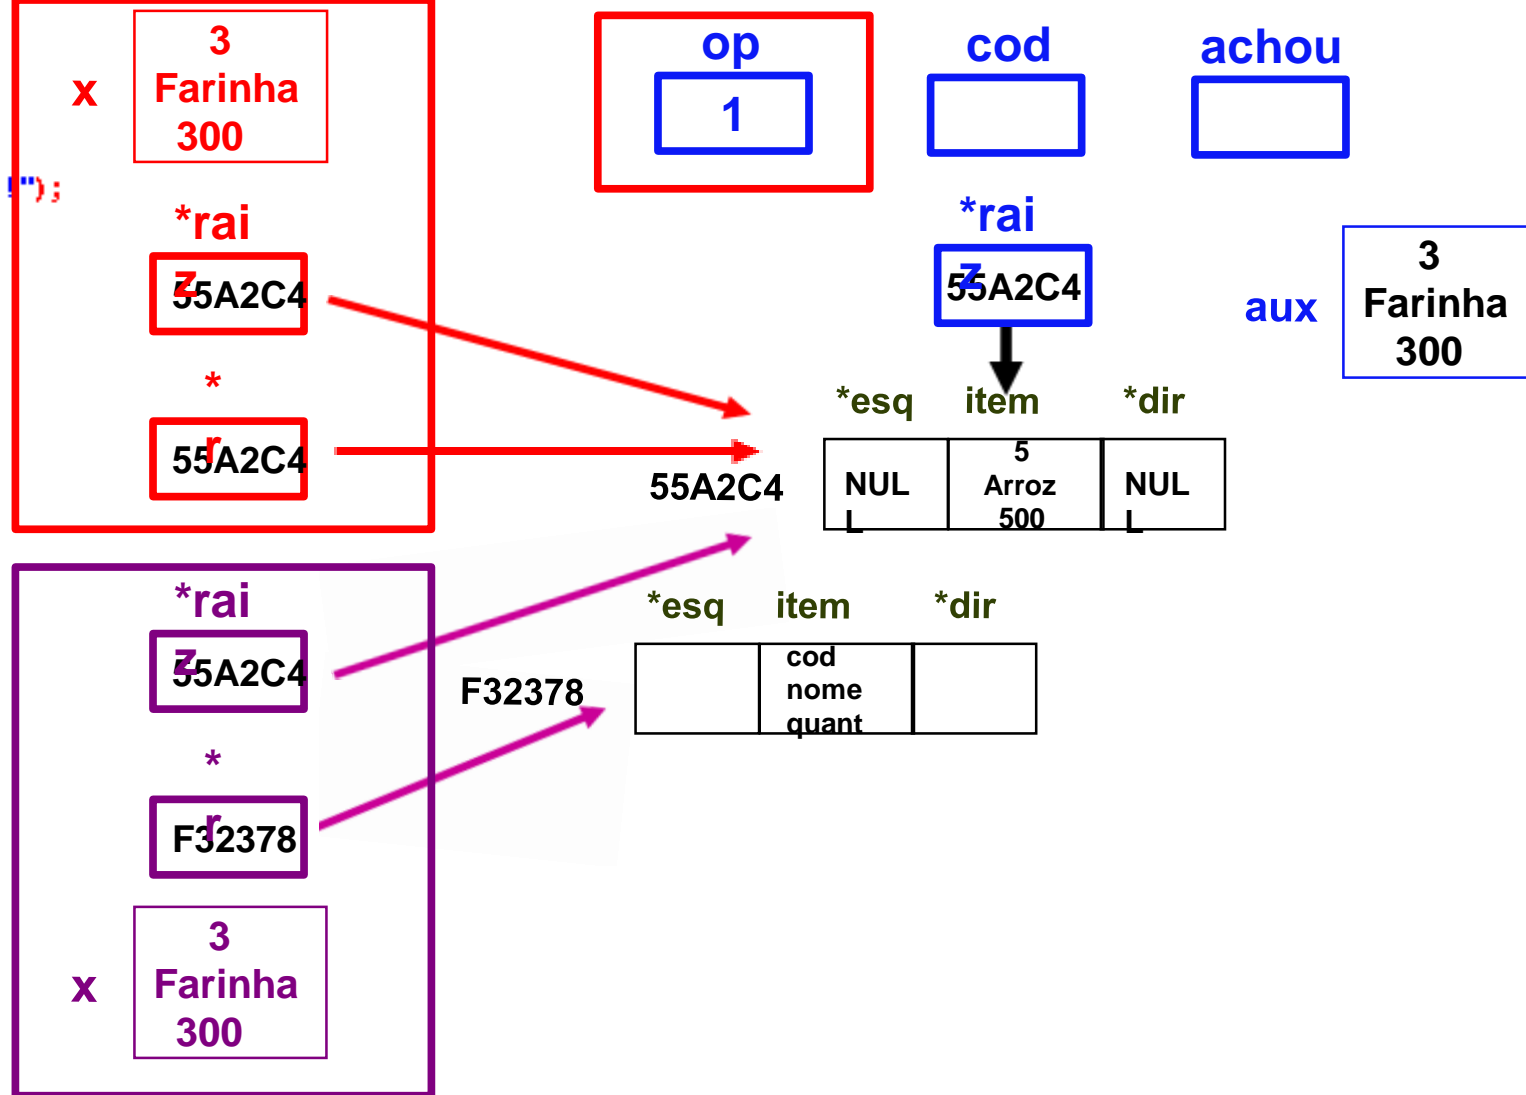 3
Farinha
300
x
!");
*rai
z
55A2C4
*
r
55A2C4
op
1
cod
achou
*rai
z
55A2C4
aux
3
Farinha
300
*esq item *dir
55A2C4
NUL
L
5
Arroz
500
NUL
L
*rai
z
55A2C4
*
r
F32378
x
3
Farinha
300
*esq item *dir
F32378
cod
nome
quant